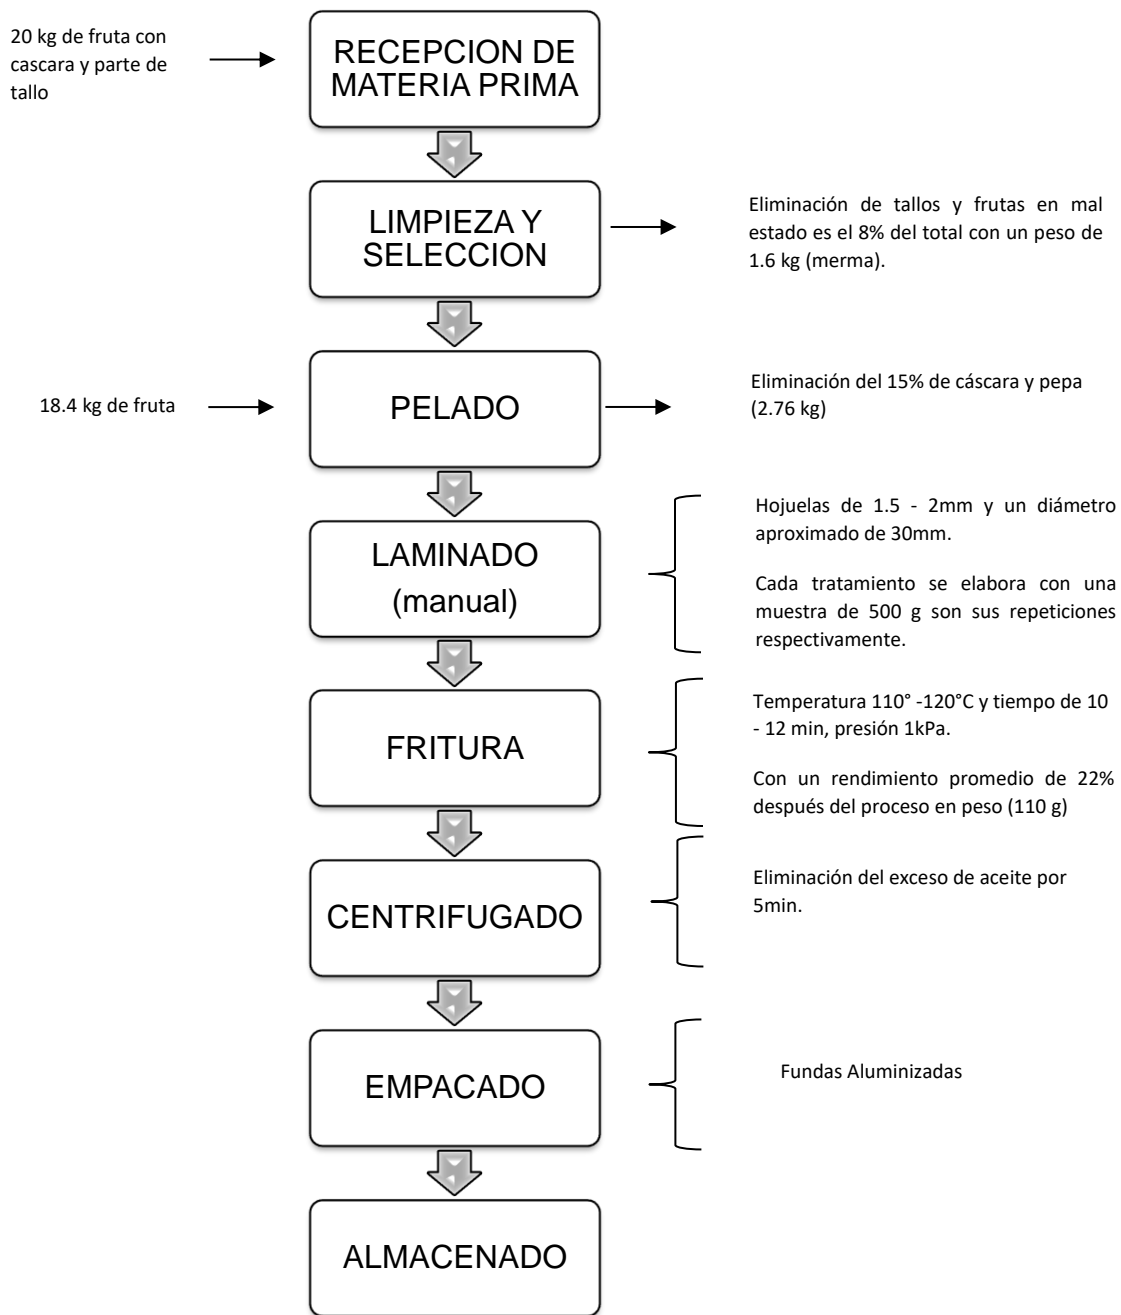 20 kg de fruta con
cascara y parte de
tallo
RECEPCION DE
MATERIA PRIMA
LIMPIEZA Y
SELECCION
Eliminación de tallos y frutas en mal
estado es el 8% del total con un peso de
1.6 kg (merma).
18.4 kg de fruta
PELADO
Eliminación del 15% de cáscara y pepa
(2.76 kg)
LAMINADO
(manual)
Hojuelas de 1.5 - 2mm y un diámetro
aproximado de 30mm.
Cada tratamiento se elabora con una
muestra de 500 g son sus repeticiones
respectivamente.
FRITURA
Temperatura 110° -120°C y tiempo de 10
- 12 min, presión 1kPa.
Con un rendimiento promedio de 22%
después del proceso en peso (110 g)
CENTRIFUGADO
Eliminación del exceso de aceite por
5min.
EMPACADO
Fundas Aluminizadas
ALMACENADO